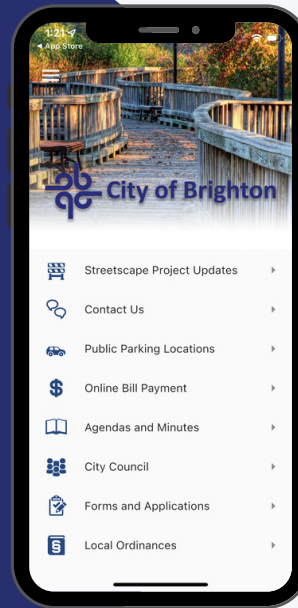 1:21
App Store
City of Brighton
Streetscape Project Updates
Contact Us
Public Parking Locations
Online Bill Payment
Agendas and Minutes
City Council
Forms and Applications
Local Ordinances